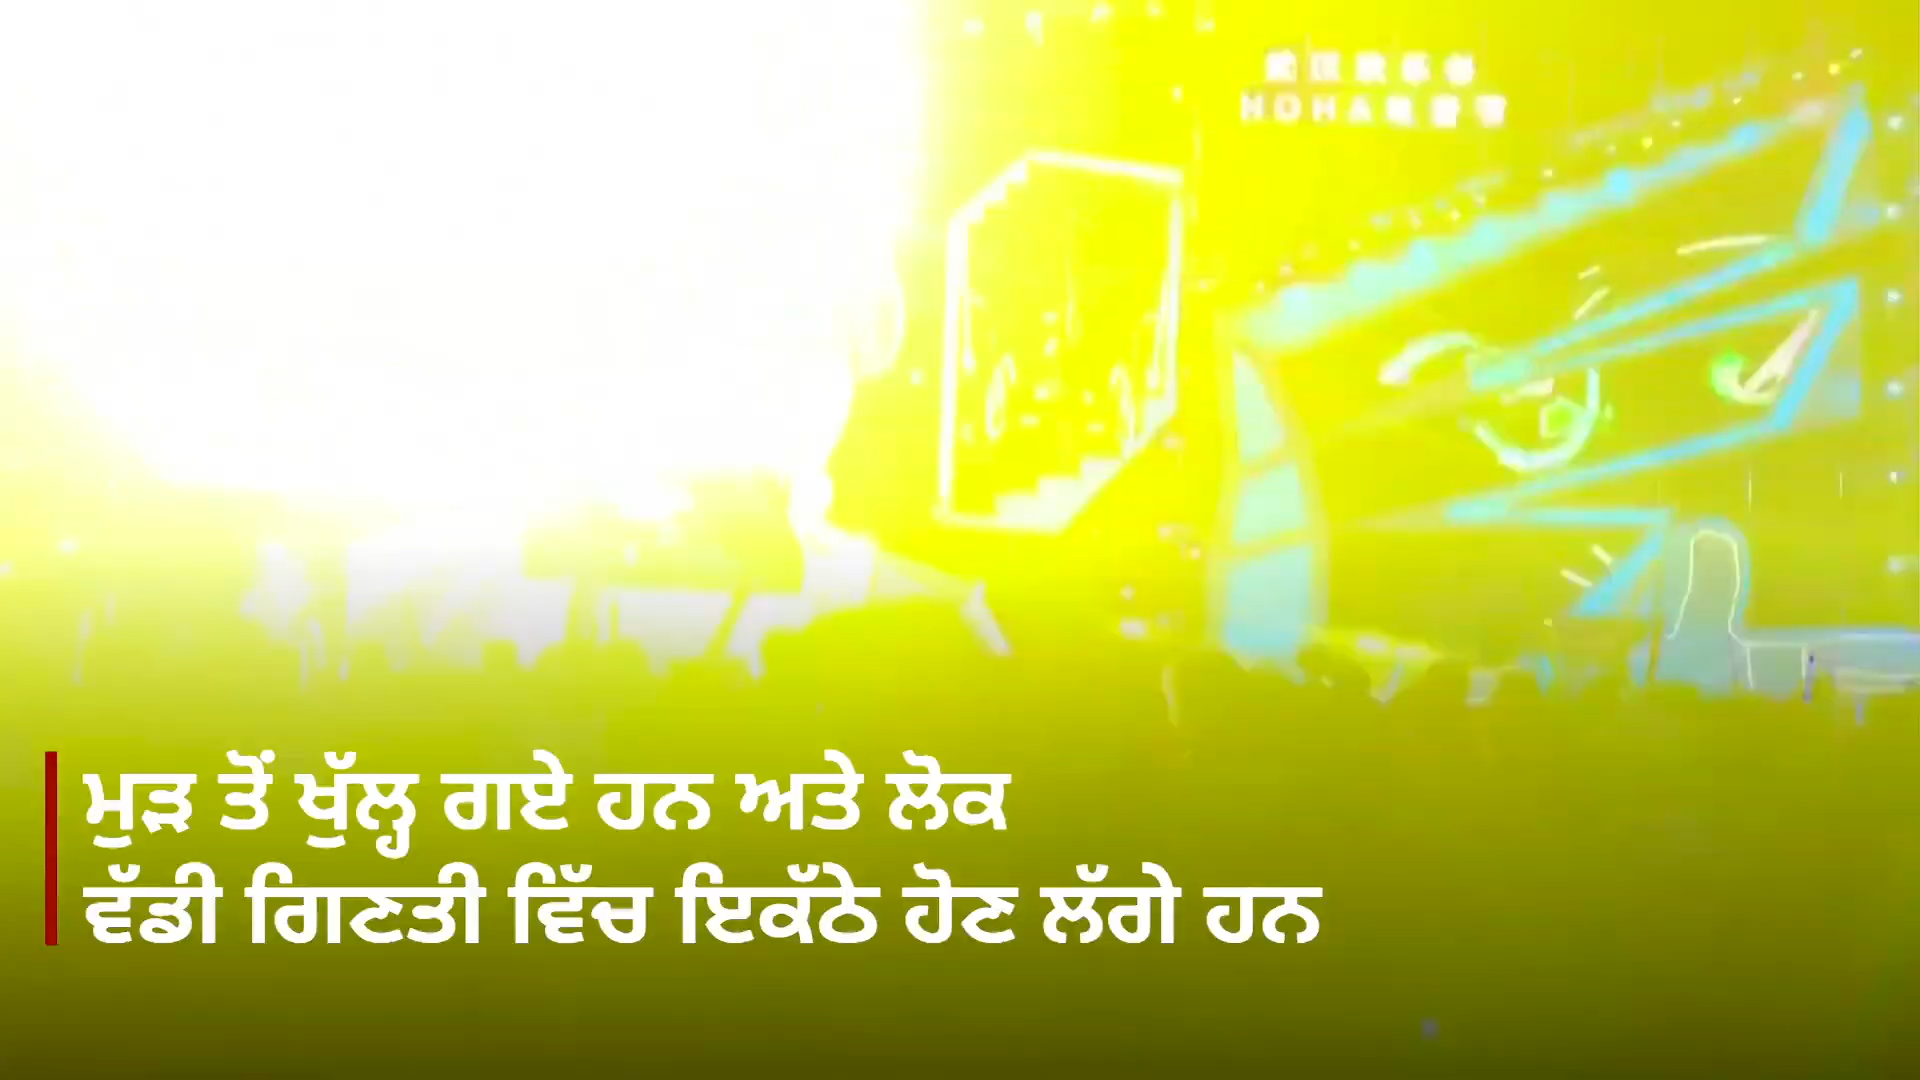 ਮੁੜ ਤੋਂ ਖੁੱਲ੍ਹ ਗਏ ਹਨ ਅਤੇ ਲੋਕ
ਵੱਡੀ ਗਿਣਤੀ ਵਿੱਚ ਇਕੱਠੇ ਹੋਣ ਲੱਗੇ ਹਨ